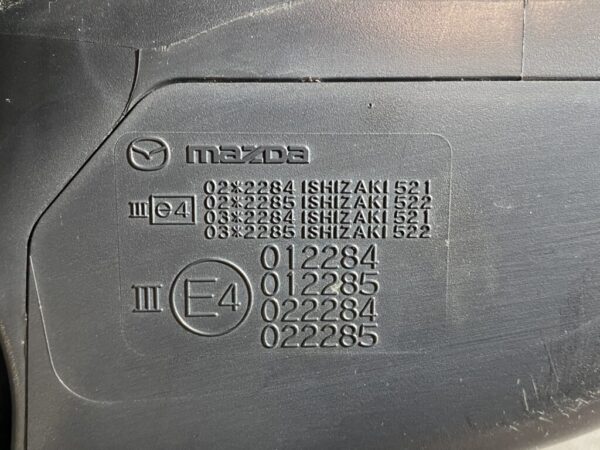 mazda
02*2284 ISHIZAKI 521
02*2285 ISHIZAKI 522
III e4
03*2284 ISHIZAKI 521
03*2285 ISHIZAKI 522
012284
012285
III E4
022284
022285